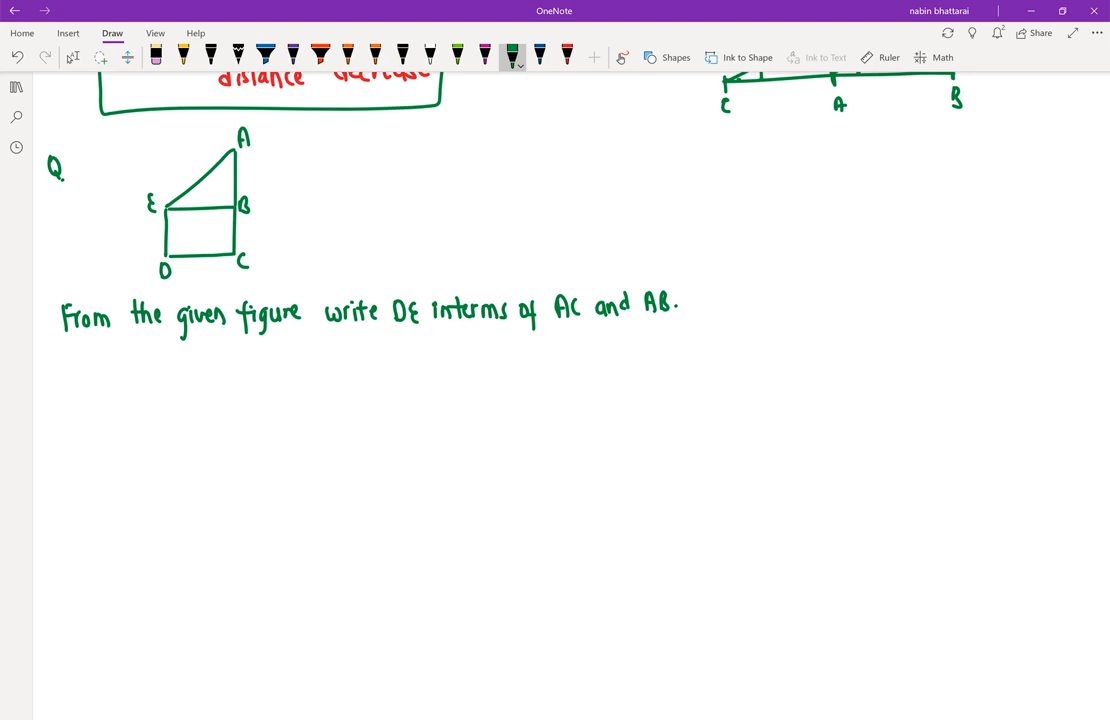 OneNote
nabin bhattarai
Home Insert Draw View Help
Share
Shapes Ink to Shape Ink to Text Ruler Math
distance decrease
C A B
Q.
A
E B
D C
From the given figure write DE interms of AC and AB.